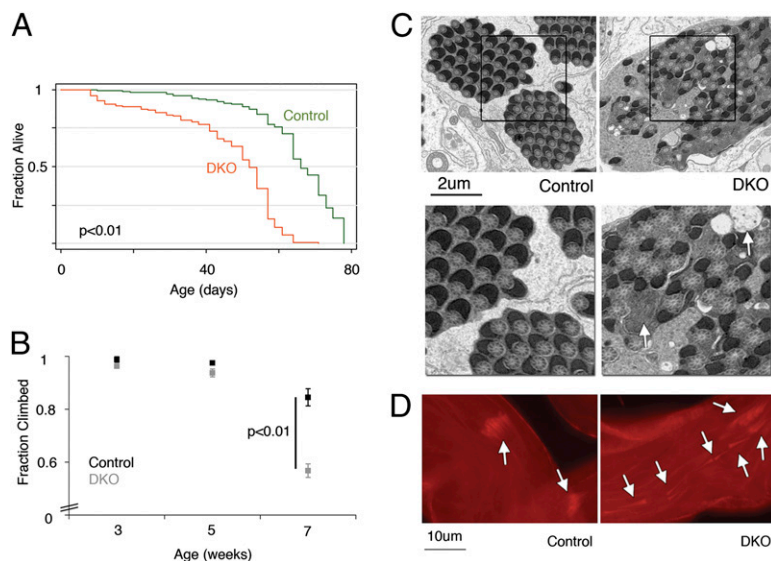 A
Fraction Alive
1
0.5
Control
DKO
p<0.01
0
40
80
Age (days)
B
Fraction Climbed
1
0.8
0.6
0
p<0.01
Control
DKO
3
5
7
Age (weeks)
C
2um
Control
DKO
D
10um
Control
DKO